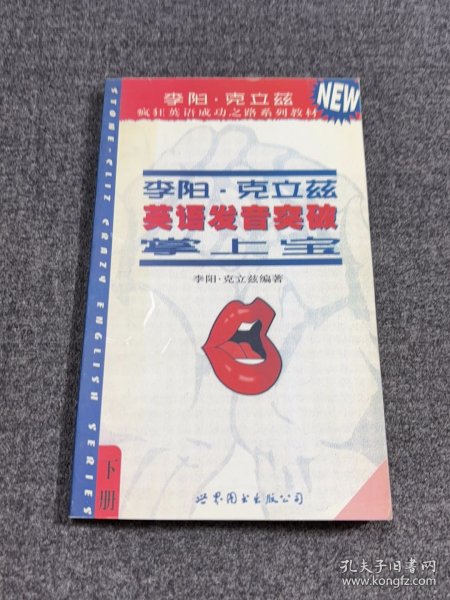 李阳·克立兹
疯狂英语成功之路系列教材
NEW
STONE-CLIZ CRAZY ENGLISH SERIES
李阳·克立兹
英语发音突破
掌上宝
李阳·克立兹编著
下册
世界图书出版公司
孔夫子旧书网
www.kongfz.com